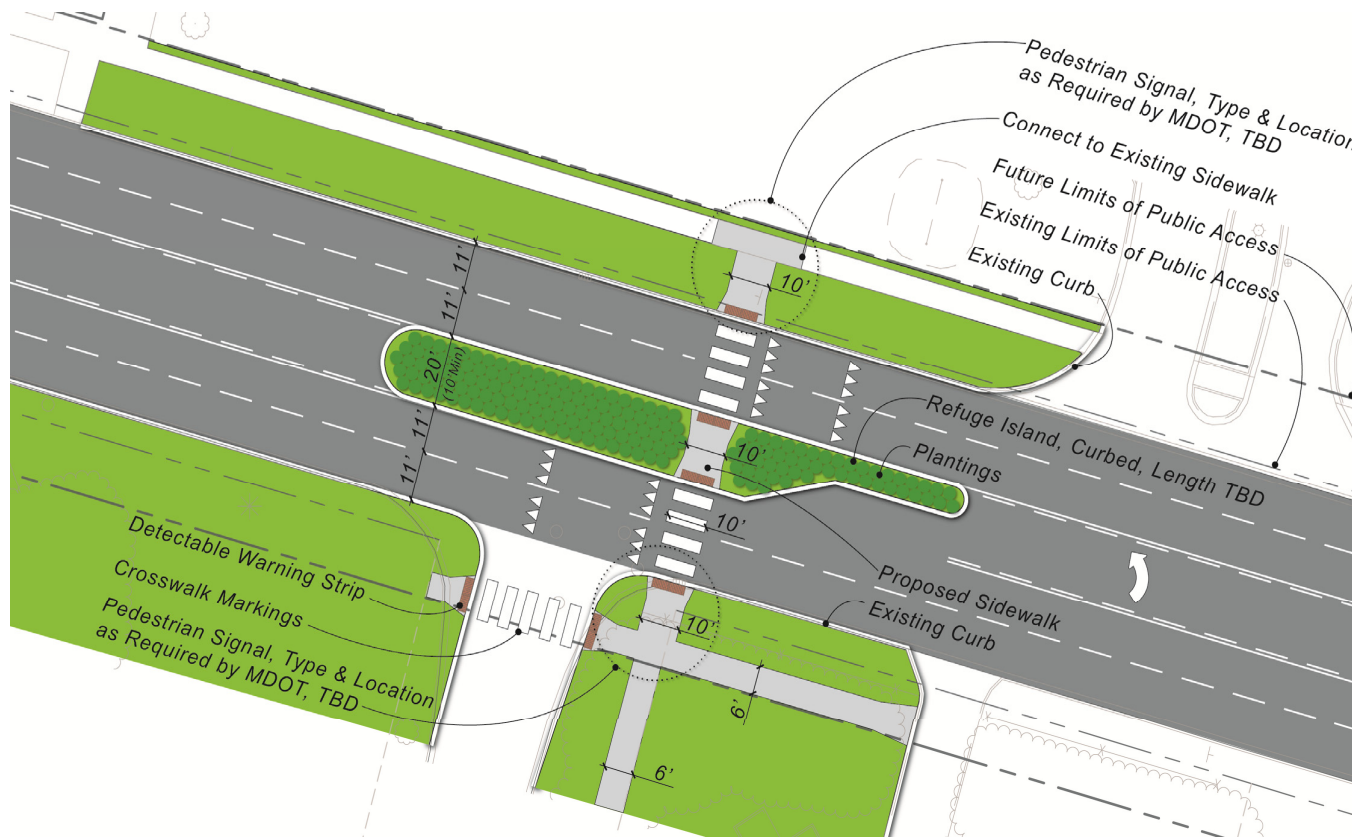 Pedestrian Signal, Type & Location
as Required by MDOT, TBD
Connect to Existing Sidewalk
Future Limits of Public Access
Existing Limits of Public Access
Existing Curb
11'
11'
20'
(10' Min)
11'
11'
10'
10'
10'
10'
Refuge Island, Curbed, Length TBD
Plantings
Proposed Sidewalk
Existing Curb
Detectable Warning Strip
Crosswalk Markings
Pedestrian Signal, Type & Location
as Required by MDOT, TBD
6'
6'